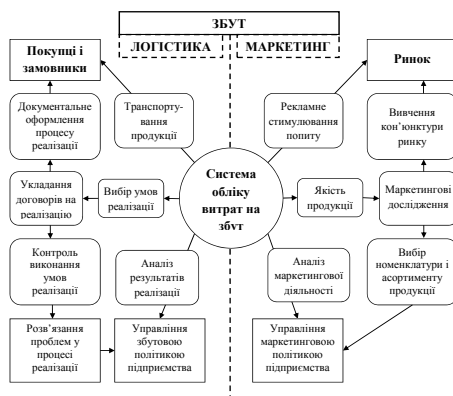 ЗБУТ
ЛОГІСТИКА
МАРКЕТИНГ
Покупці і
замовники
Ринок
Документальне
оформлення
процесу
реалізації
Транспорту-
вання
продукції
Рекламне
стимулювання
попиту
Вивчення
кон’юнктури
ринку
Укладання
договорів на
реалізацію
Вибір умов
реалізації
Система
обліку
витрат на
збут
Якість
продукції
Маркетингові
дослідження
Контроль
виконання
умов
реалізації
Аналіз
результатів
реалізації
Аналіз
маркетингової
діяльності
Вибір
номенклатури і
асортименту
продукції
Розв’язання
проблем у
процесі
реалізації
Управління
збутовою
політикою
підприємства
Управління
маркетинговою
політикою
підприємства